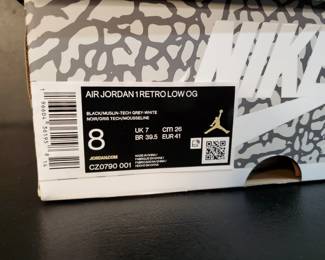 NIKE
AIR JORDAN 1 RETRO LOW OG
BLACK/MUSLIN-TECH GREY-WHITE
NOIR/GRIS TECH/MOUSSELINE
8
UK 7 cm 26
BR 39.5 EUR 41
JORDAN.COM
CZ0790 001